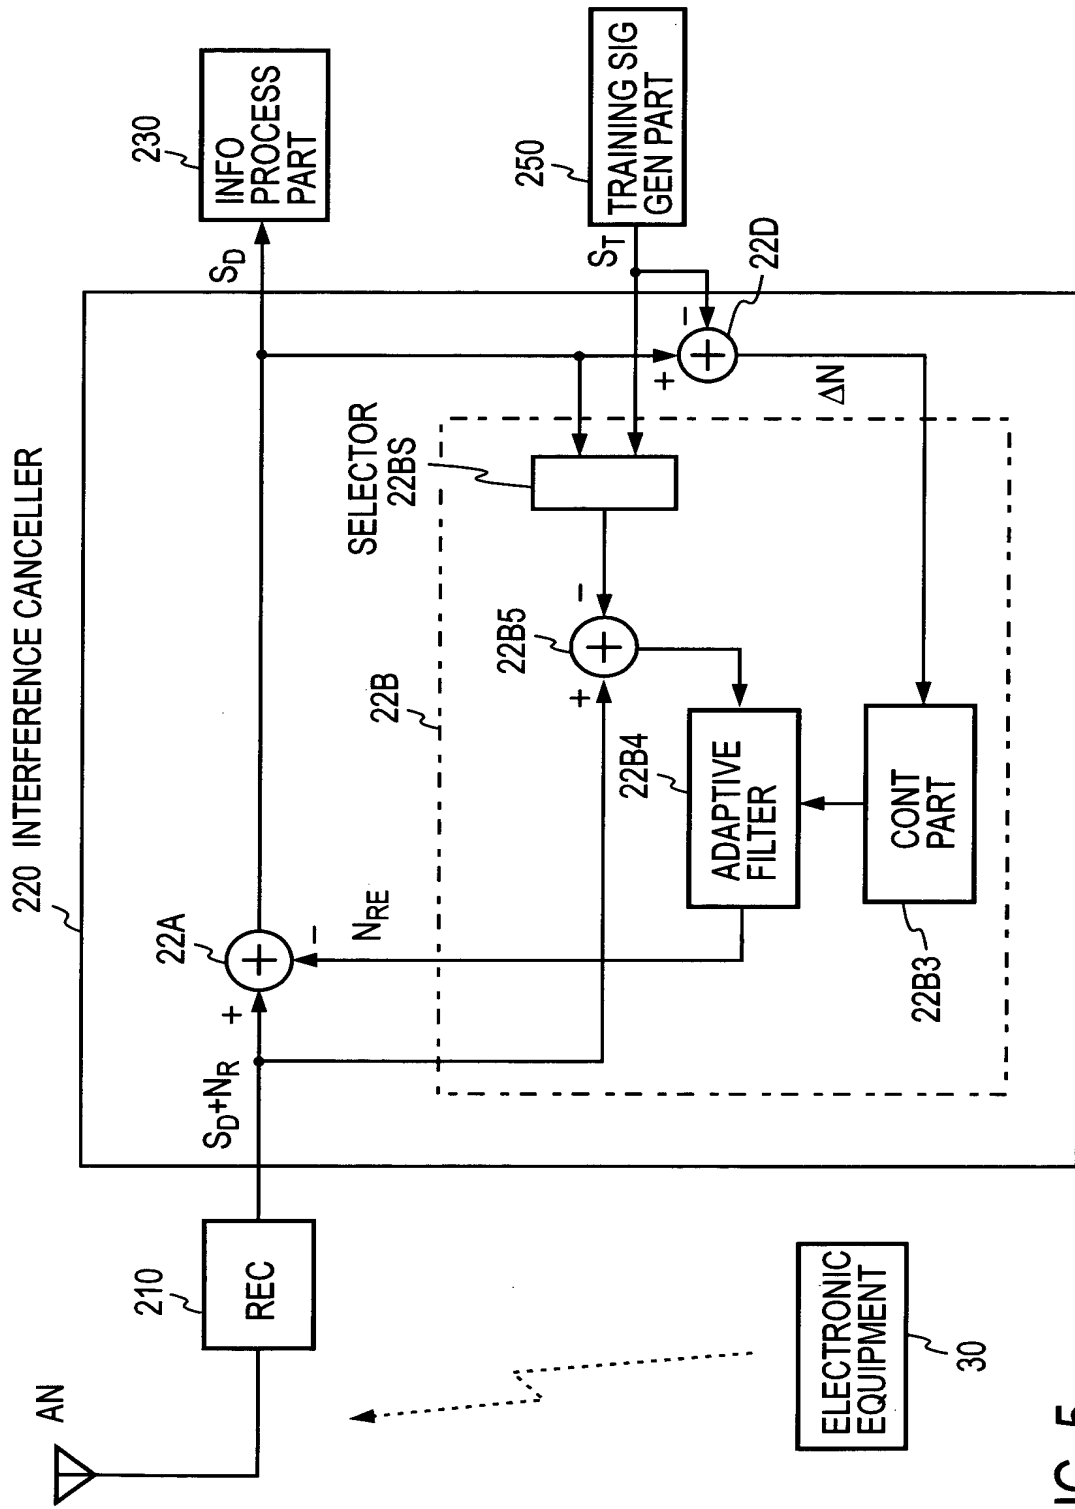 220 INTERFERENCE CANCELLER
AN
210
REC
S_D+N_R
+
22A
+
-
N_RE
S_D
230
INFO
PROCESS
PART
22B
SELECTOR
22BS
22B5
+
+
-
22B4
ADAPTIVE
FILTER
CONT
PART
22B3
ΔN
+
+
-
22D
S_T
250
TRAINING SIG
GEN PART
ELECTRONIC
EQUIPMENT
30